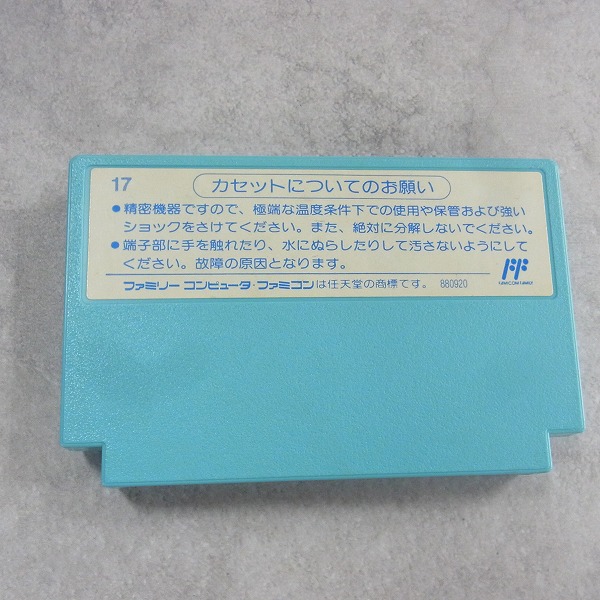 17
カセットについてのお願い
●精密機器ですので、極端な温度条件下での使用や保管および強い
ショックをさけてください。また、絶対に分解しないでください。
●端子部に手を触れたり、水にぬらしたりして汚さないようにして
ください。故障の原因となります。
ファミリー コンピュータ・ファミコンは任天堂の商標です。 880920
FAMICOM FAMILY